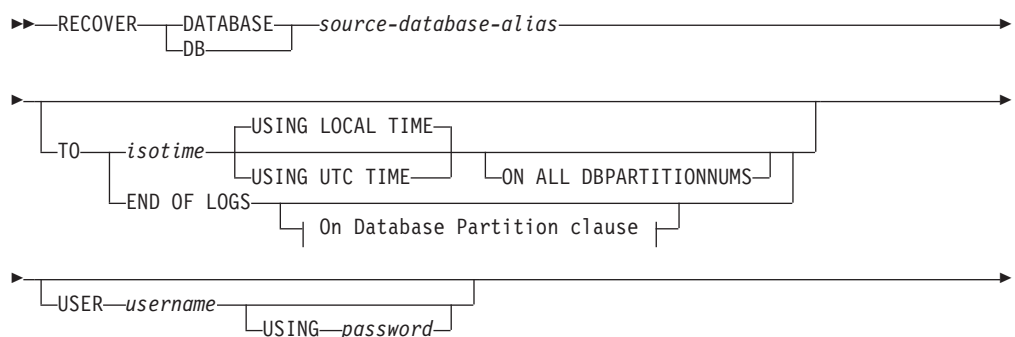 RECOVER DATABASE source-database-alias
DB
USING LOCAL TIME
TO isotime
USING UTC TIME ON ALL DBPARTITIONNUMS
END OF LOGS
On Database Partition clause
USER username
USING password